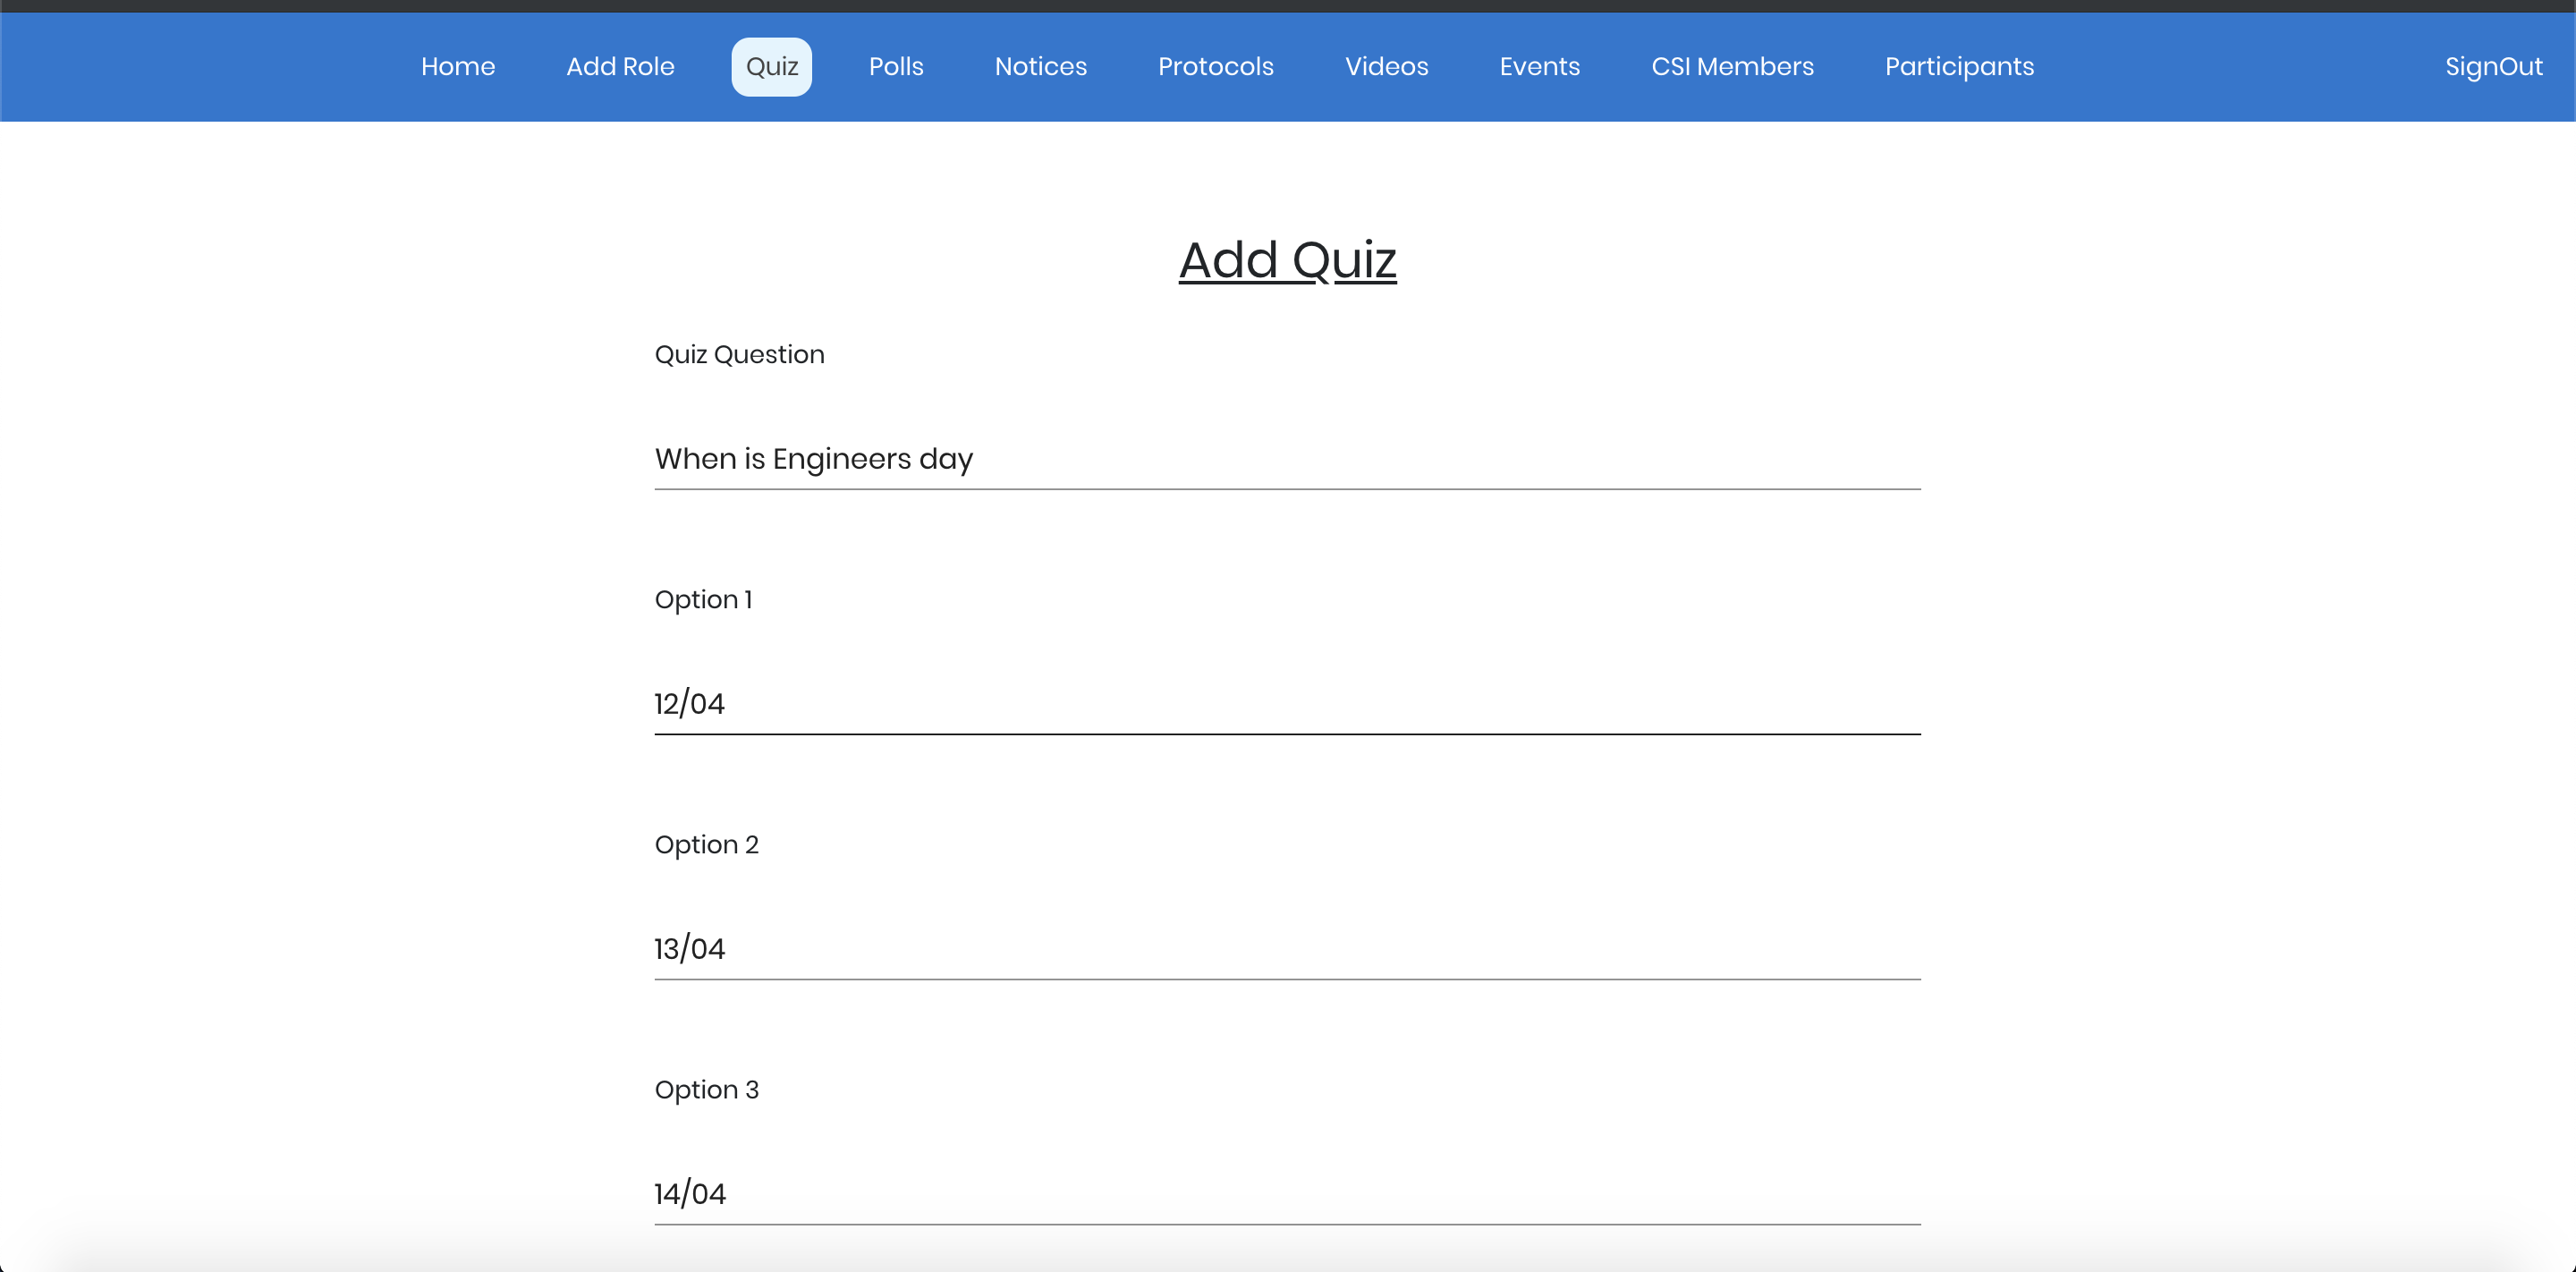 Home Add Role Quiz Polls Notices Protocols Videos Events CSI Members Participants SignOut
Add Quiz
Quiz Question
When is Engineers day
Option 1
12/04
Option 2
13/04
Option 3
14/04